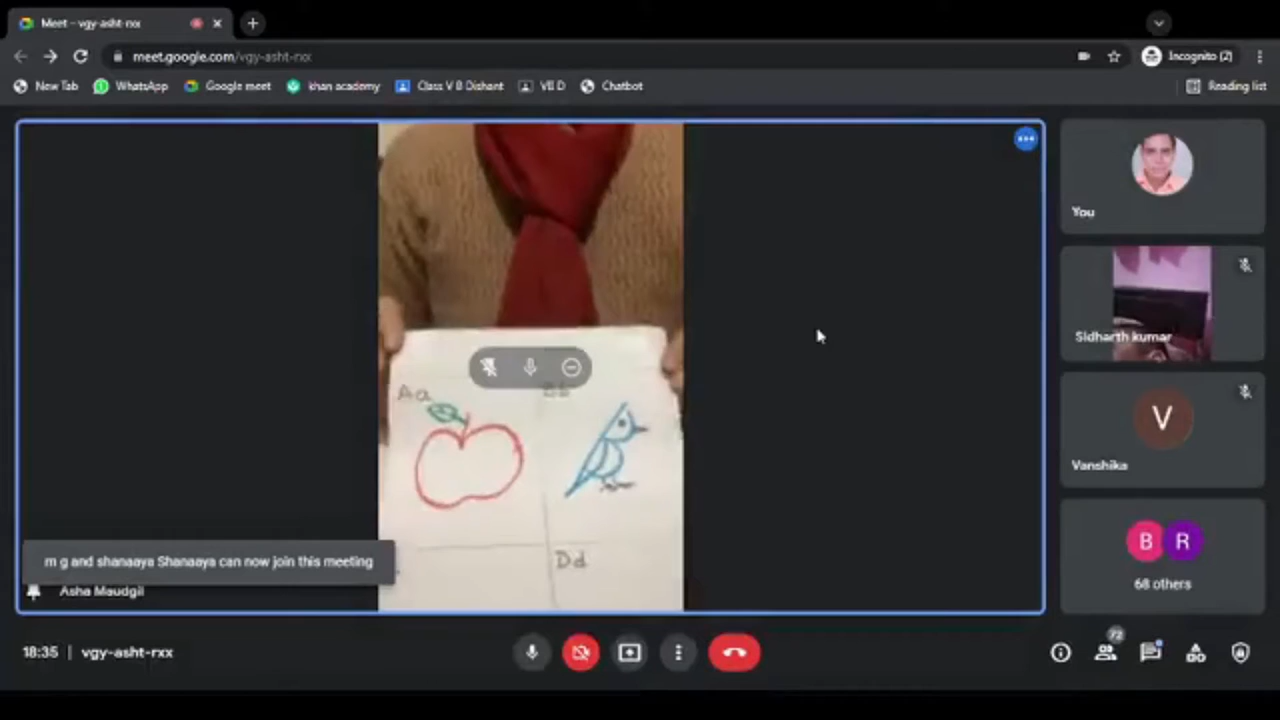 Meet - vgy-asht-rxx
meet.google.com/vgy-asht-rxx
Incognito (2)
New Tab
WhatsApp
Google meet
khan academy
Class V B Dishant
VII D
Chatbot
Reading list
You
Sidharth kumar
V
Vanshika
B R
68 others
Aa
Bb
Dd
m g and shanaaya Shanaaya can now join this meeting
Asha Maudgil
18:35 | vgy-asht-rxx
72